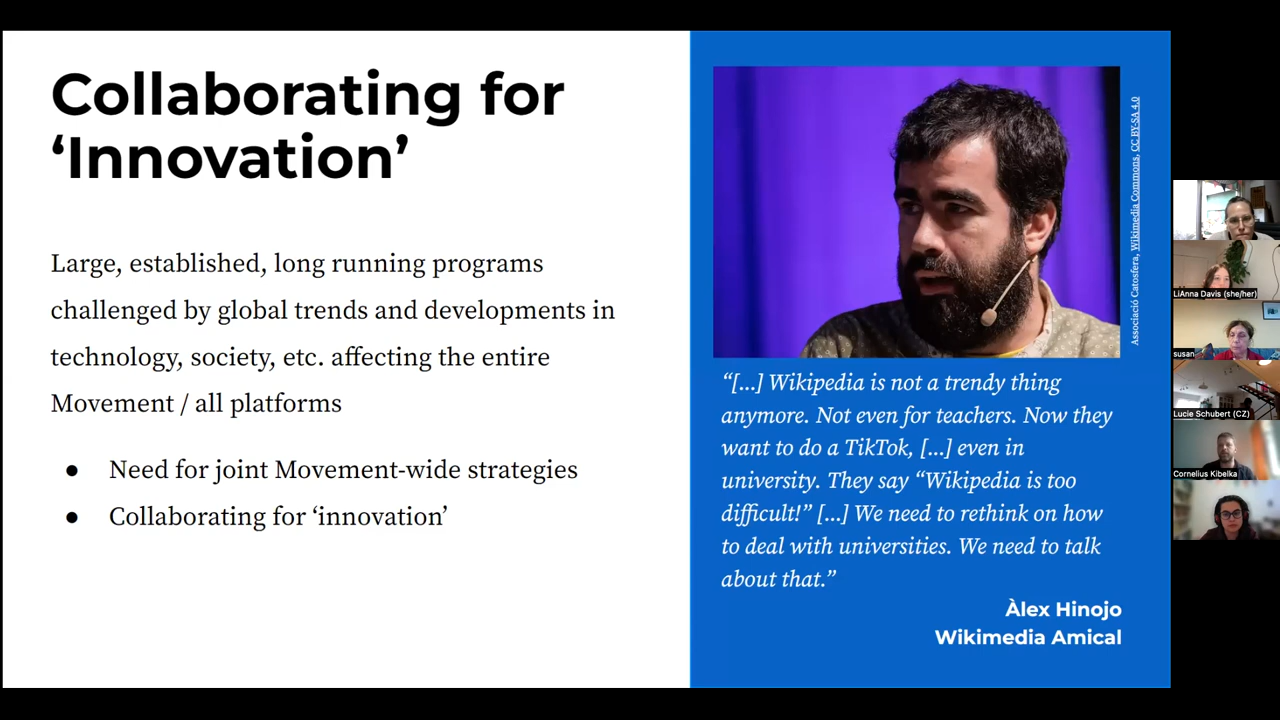 Collaborating for
‘Innovation’
Large, established, long running programs
challenged by global trends and developments in
technology, society, etc. affecting the entire
Movement / all platforms
● Need for joint Movement-wide strategies
● Collaborating for ‘innovation’
Associació Catosfera, Wikimedia Commons, CC BY-SA 4.0
“[...] Wikipedia is not a trendy thing
anymore. Not even for teachers. Now they
want to do a TikTok, [...] even in
university. They say “Wikipedia is too
difficult!” [...] We need to rethink on how
to deal with universities. We need to talk
about that.”
Àlex Hinojo
Wikimedia Amical
LiAnna Davis (she/her)
susan
Lucie Schubert (CZ)
Cornelius Kibelka